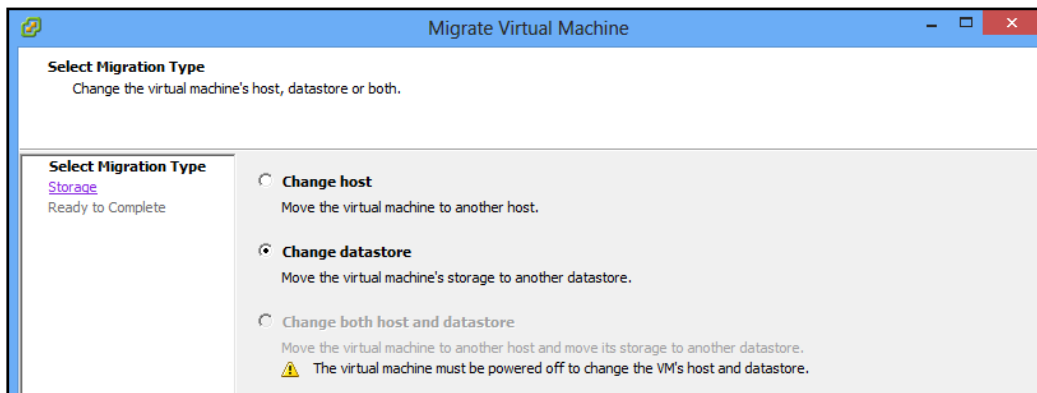 Migrate Virtual Machine
Select Migration Type
Change the virtual machine's host, datastore or both.
Select Migration Type
Storage
Ready to Complete
Change host
Move the virtual machine to another host.
Change datastore
Move the virtual machine's storage to another datastore.
Change both host and datastore
Move the virtual machine to another host and move its storage to another datastore.
The virtual machine must be powered off to change the VM's host and datastore.